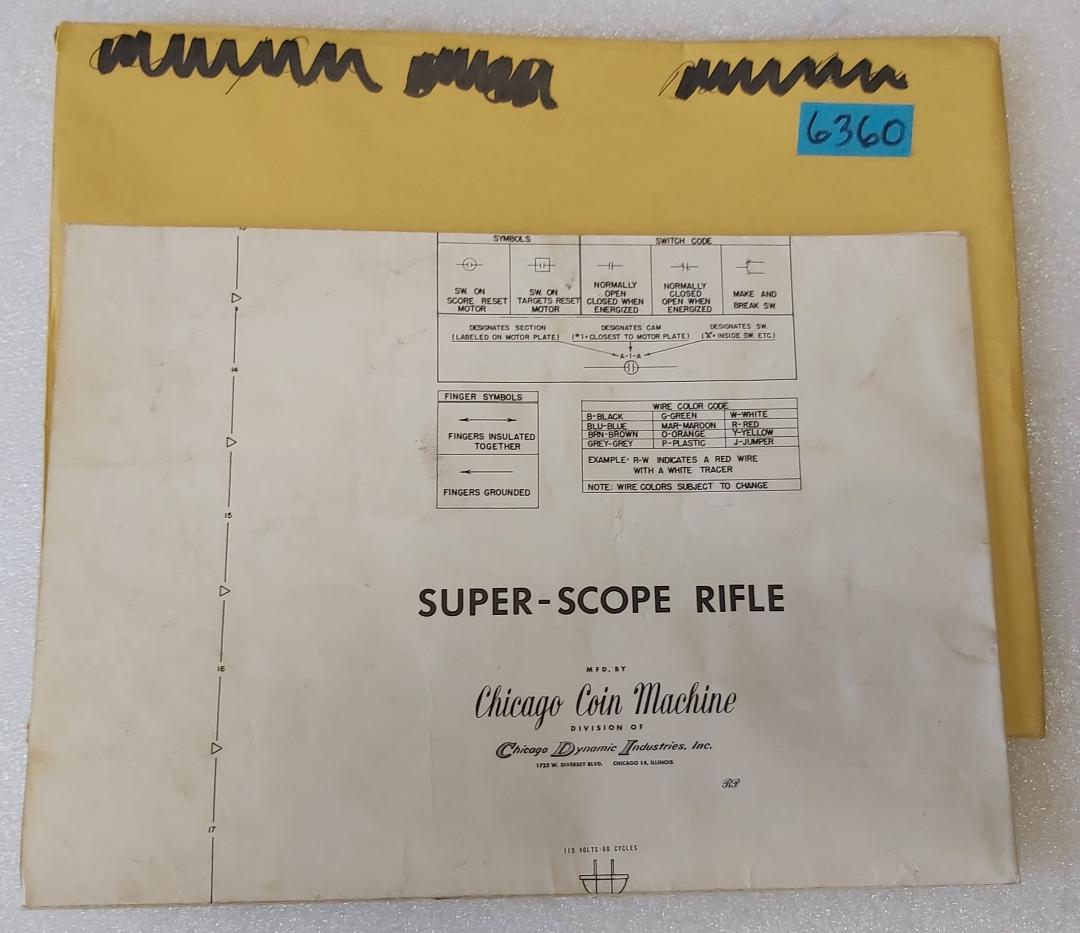 6360
SYMBOLS
SWITCH CODE
SW. ON SCORE RESET MOTOR
SW. ON TARGETS RESET MOTOR
NORMALLY OPEN CLOSED WHEN ENERGIZED
NORMALLY CLOSED OPEN WHEN ENERGIZED
MAKE AND BREAK SW.
DESIGNATES SECTION
(LABELED ON MOTOR PLATE)
DESIGNATES CAM
(#1=CLOSEST TO MOTOR PLATE)
DESIGNATES SW.
("A"= INSIDE SW. ETC.)
A-1-A
14
15
16
17
FINGER SYMBOLS
FINGERS INSULATED
TOGETHER
FINGERS GROUNDED
WIRE COLOR CODE
B-BLACK G-GREEN W-WHITE
BLU-BLUE MAR-MAROON R-RED
BRN-BROWN O-ORANGE Y-YELLOW
GREY-GREY P-PLASTIC J-JUMPER
EXAMPLE: R-W INDICATES A RED WIRE
WITH A WHITE TRACER
NOTE: WIRE COLORS SUBJECT TO CHANGE
SUPER-SCOPE RIFLE
MFD. BY
Chicago Coin Machine
DIVISION OF
Chicago Dynamic Industries, Inc.
1725 W. DIVERSEY BLVD. CHICAGO 14, ILLINOIS
RP.
115 VOLTS-60 CYCLES